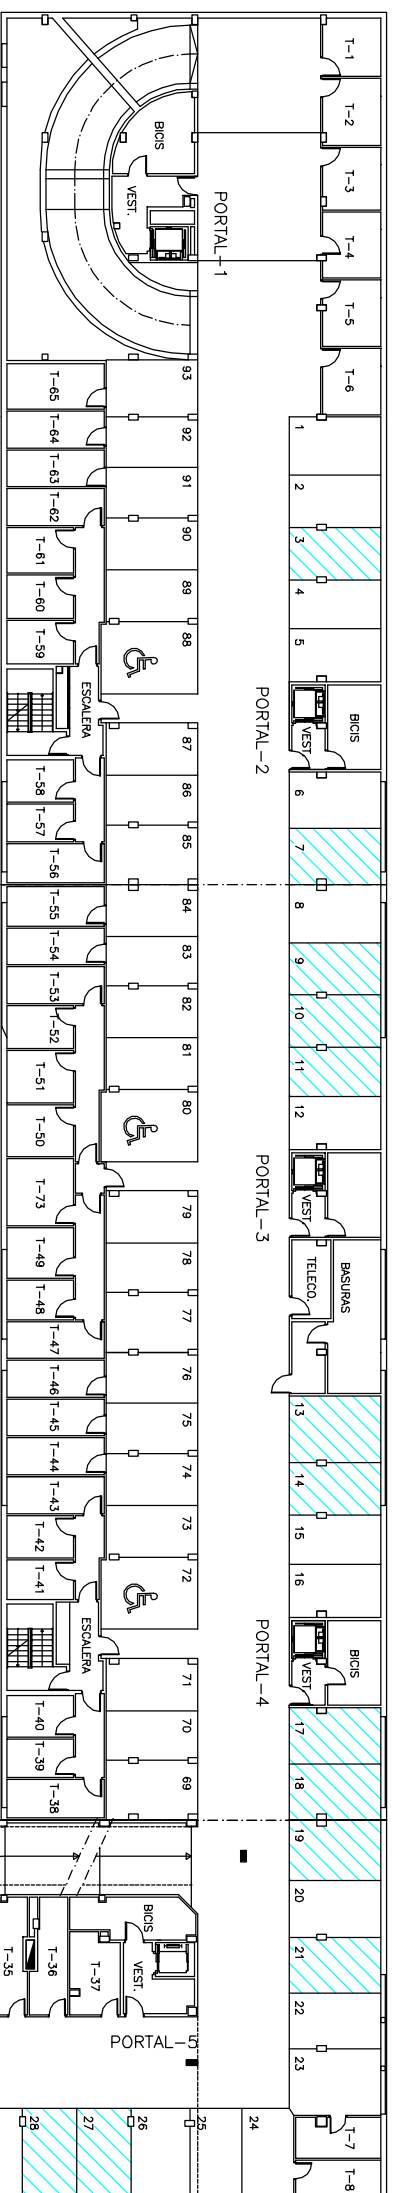 T-1
T-2
T-3
T-4
T-5
T-6
BICIS
VEST.
PORTAL-1
1
2
3
4
5
PORTAL-2
BICIS
VEST.
6
7
8
9
10
11
12
PORTAL-3
VEST.
TELECO.
BASURAS
13
14
15
16
PORTAL-4
BICIS
VEST.
17
18
19
20
21
22
23
T-7
T-8
93
92
91
90
89
88
87
86
85
84
83
82
81
80
79
78
77
76
75
74
73
72
71
70
69
T-65
T-64
T-63
T-62
T-61
T-60
T-59
ESCALERA
T-58
T-57
T-56
T-55
T-54
T-53
T-52
T-51
T-50
T-73
T-49
T-48
T-47
T-46
T-45
T-44
T-43
T-42
T-41
ESCALERA
T-40
T-39
T-38
BICIS
VEST.
T-37
T-36
T-35
PORTAL-5
24
25
26
27
28